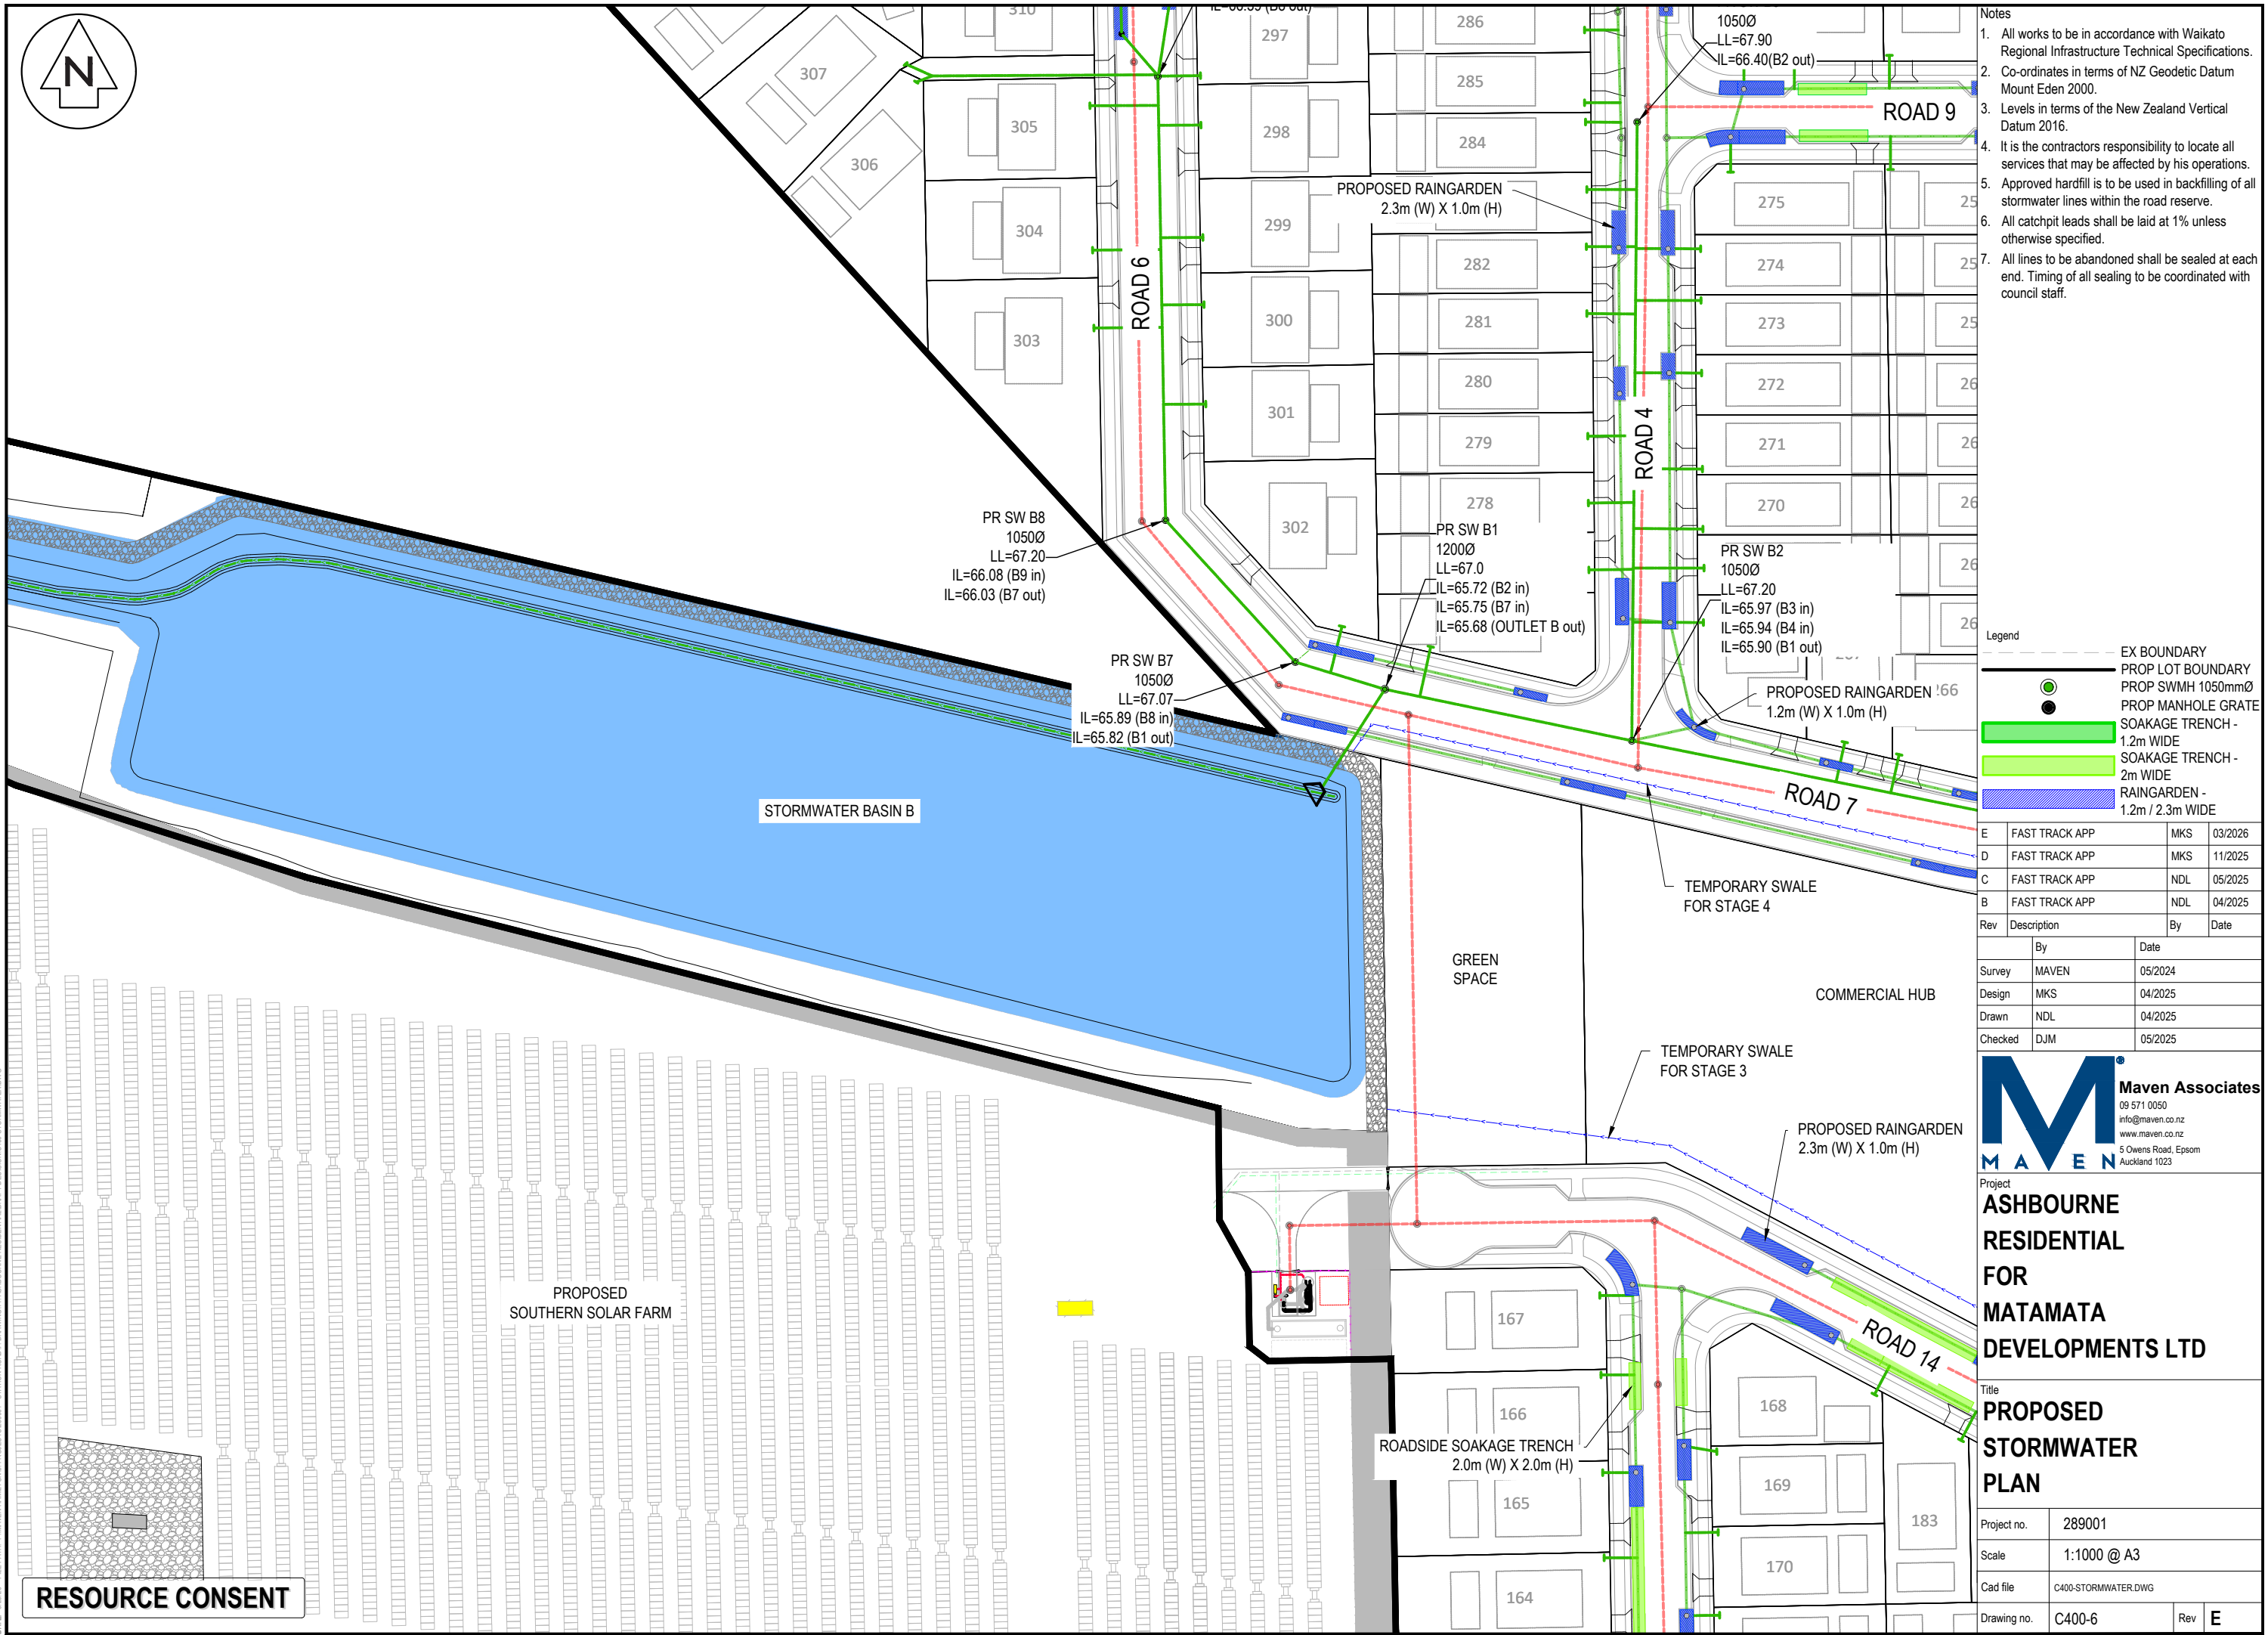 N
310
307
306
305
304
303
297
298
299
300
301
302
286
285
284
282
281
280
279
278
275
274
273
272
271
270
266
ROAD 6
ROAD 4
ROAD 9
ROAD 7
ROAD 14
1050Ø
LL=67.90
IL=66.40(B2 out)
PROPOSED RAINGARDEN
2.3m (W) X 1.0m (H)
PR SW B8
1050Ø
LL=67.20
IL=66.08 (B9 in)
IL=66.03 (B7 out)
PR SW B1
1200Ø
LL=67.0
IL=65.72 (B2 in)
IL=65.75 (B7 in)
IL=65.68 (OUTLET B out)
PR SW B2
1050Ø
LL=67.20
IL=65.97 (B3 in)
IL=65.94 (B4 in)
IL=65.90 (B1 out)
PR SW B7
1050Ø
LL=67.07
IL=65.89 (B8 in)
IL=65.82 (B1 out)
PROPOSED RAINGARDEN
1.2m (W) X 1.0m (H)
STORMWATER BASIN B
TEMPORARY SWALE
FOR STAGE 4
GREEN
SPACE
COMMERCIAL HUB
TEMPORARY SWALE
FOR STAGE 3
PROPOSED RAINGARDEN
2.3m (W) X 1.0m (H)
PROPOSED
SOUTHERN SOLAR FARM
ROADSIDE SOAKAGE TRENCH
2.0m (W) X 2.0m (H)
167
166
165
164
168
169
170
183
RESOURCE CONSENT
Notes
1. All works to be in accordance with Waikato
Regional Infrastructure Technical Specifications.
2. Co-ordinates in terms of NZ Geodetic Datum
Mount Eden 2000.
3. Levels in terms of the New Zealand Vertical
Datum 2016.
4. It is the contractors responsibility to locate all
services that may be affected by his operations.
5. Approved hardfill is to be used in backfilling of all
stormwater lines within the road reserve.
6. All catchpit leads shall be laid at 1% unless
otherwise specified.
7. All lines to be abandoned shall be sealed at each
end. Timing of all sealing to be coordinated with
council staff.
Legend
EX BOUNDARY
PROP LOT BOUNDARY
PROP SWMH 1050mmØ
PROP MANHOLE GRATE
SOAKAGE TRENCH -
1.2m WIDE
SOAKAGE TRENCH -
2m WIDE
RAINGARDEN -
1.2m / 2.3m WIDE
E FAST TRACK APP MKS 03/2026
D FAST TRACK APP MKS 11/2025
C FAST TRACK APP NDL 05/2025
B FAST TRACK APP NDL 04/2025
Rev Description By Date
By Date
Survey MAVEN 05/2024
Design MKS 04/2025
Drawn NDL 04/2025
Checked DJM 05/2025
MAVEN
Maven Associates
09 571 0050
info@maven.co.nz
www.maven.co.nz
5 Owens Road, Epsom
Auckland 1023
Project
ASHBOURNE
RESIDENTIAL
FOR
MATAMATA
DEVELOPMENTS LTD
Title
PROPOSED
STORMWATER
PLAN
Project no. 289001
Scale 1:1000 @ A3
Cad file C400-STORMWATER.DWG
Drawing no. C400-6 Rev E